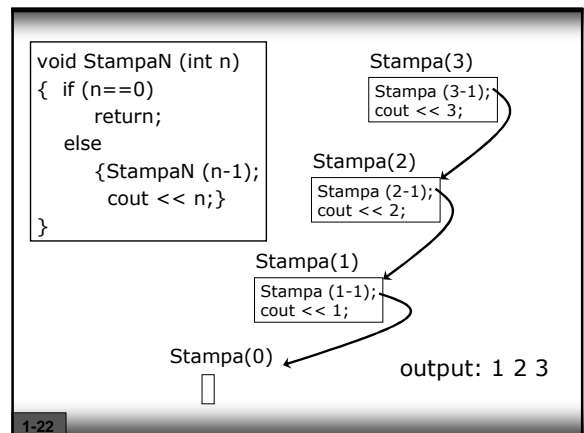 void StampaN (int n)
{ if (n==0)
return;
else
{StampaN (n-1);
cout << n;}
}
Stampa(3)
Stampa (3-1);
cout << 3;
Stampa(2)
Stampa (2-1);
cout << 2;
Stampa(1)
Stampa (1-1);
cout << 1;
Stampa(0)
output: 1 2 3
1-22